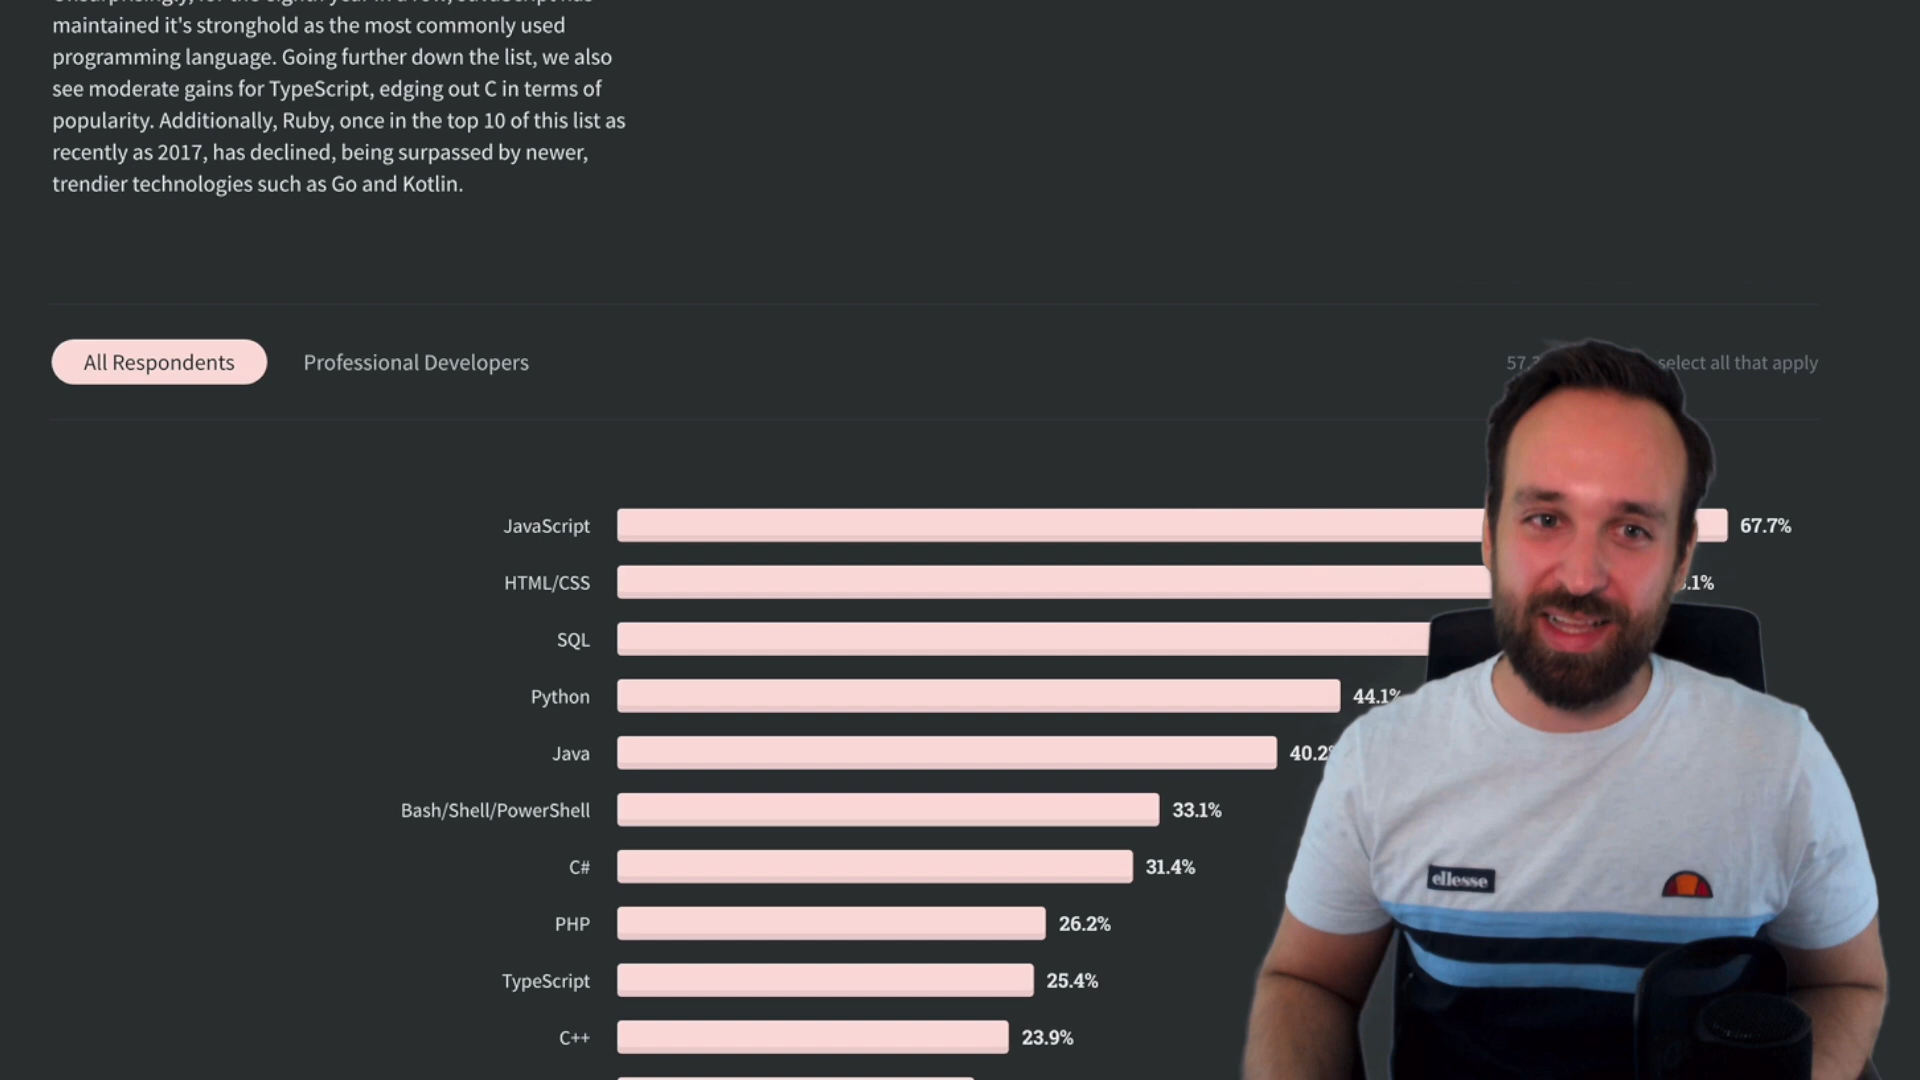 maintained it's stronghold as the most commonly used
programming language. Going further down the list, we also
see moderate gains for TypeScript, edging out C in terms of
popularity. Additionally, Ruby, once in the top 10 of this list as
recently as 2017, has declined, being surpassed by newer,
trendier technologies such as Go and Kotlin.
All Respondents Professional Developers select all that apply
JavaScript 67.7%
HTML/CSS
SQL
Python 44.1%
Java 40.2
Bash/Shell/PowerShell 33.1%
C# 31.4%
PHP 26.2%
TypeScript 25.4%
C++ 23.9%
ellesse